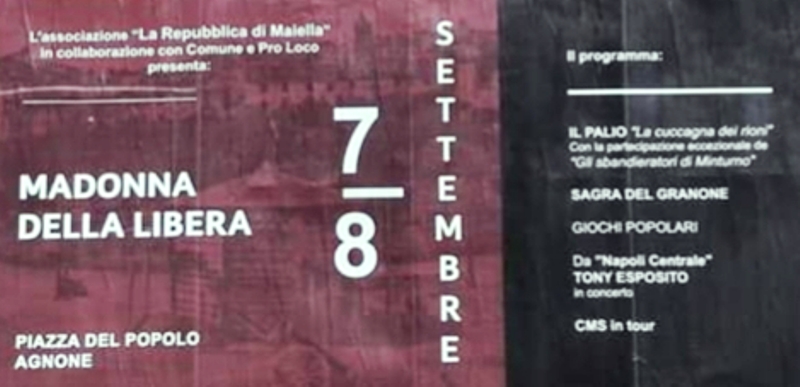 L'associazione "La Repubblica di Maiella"
in collaborazione con Comune e Pro Loco
presenta:
MADONNA
DELLA LIBERA
PIAZZA DEL POPOLO
AGNONE
7
8
SETTEMBRE
Il programma:
IL PALIO "La cuccagna dei rioni"
Con la partecipazione eccezionale de
"Gli sbandieratori di Minturno"
SAGRA DEL GRANONE
GIOCHI POPOLARI
Da "Napoli Centrale"
TONY ESPOSITO
in concerto
CMS in tour